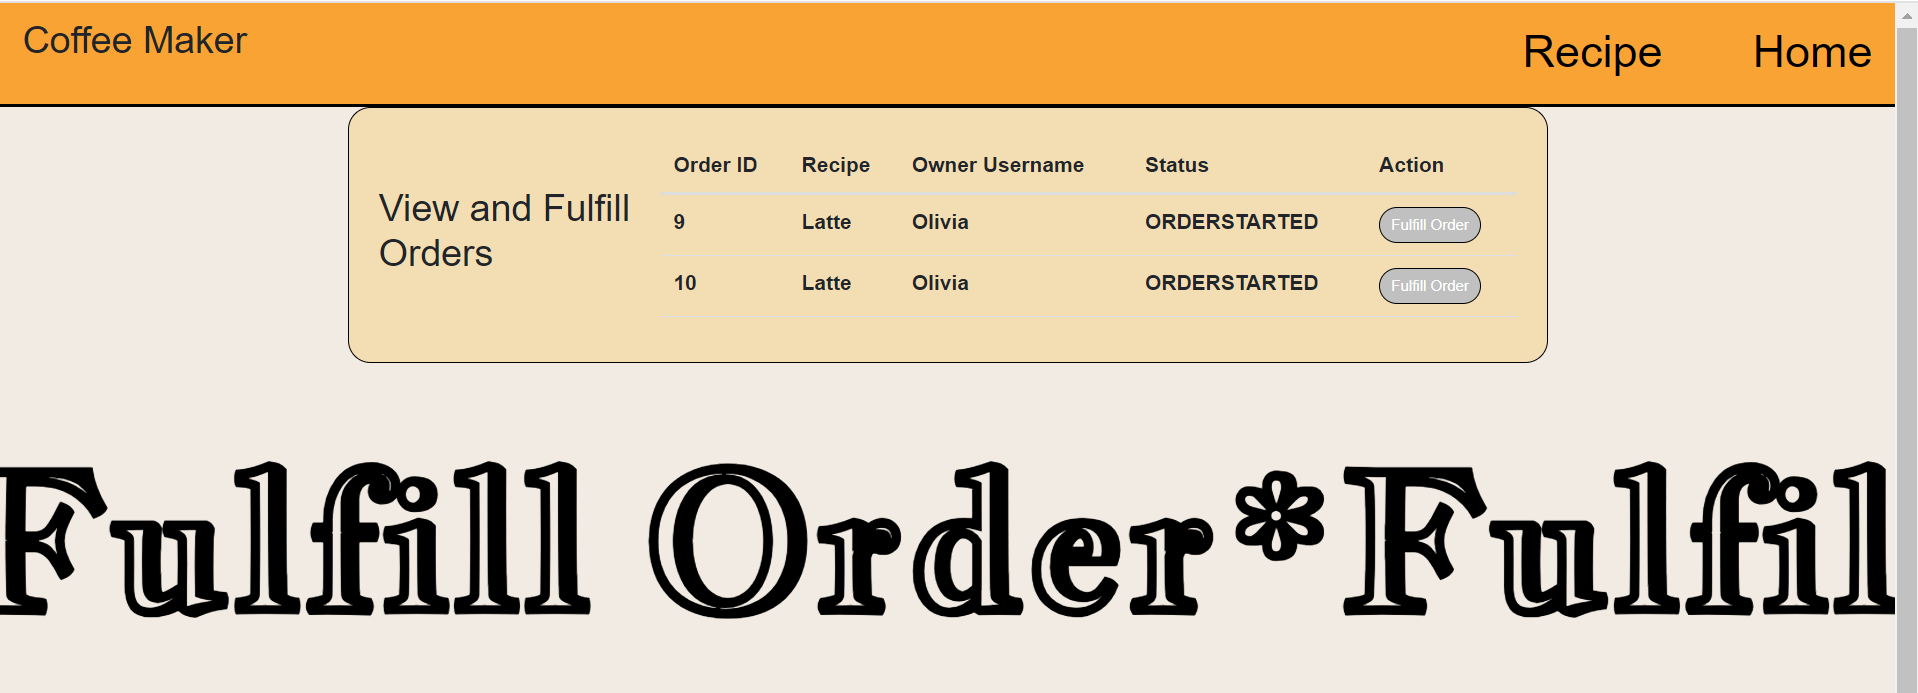 Coffee Maker
Recipe Home
View and Fulfill
Orders
Order ID Recipe Owner Username Status Action
9 Latte Olivia ORDERSTARTED Fulfill Order
10 Latte Olivia ORDERSTARTED Fulfill Order
Fulfill Order*Fulfil